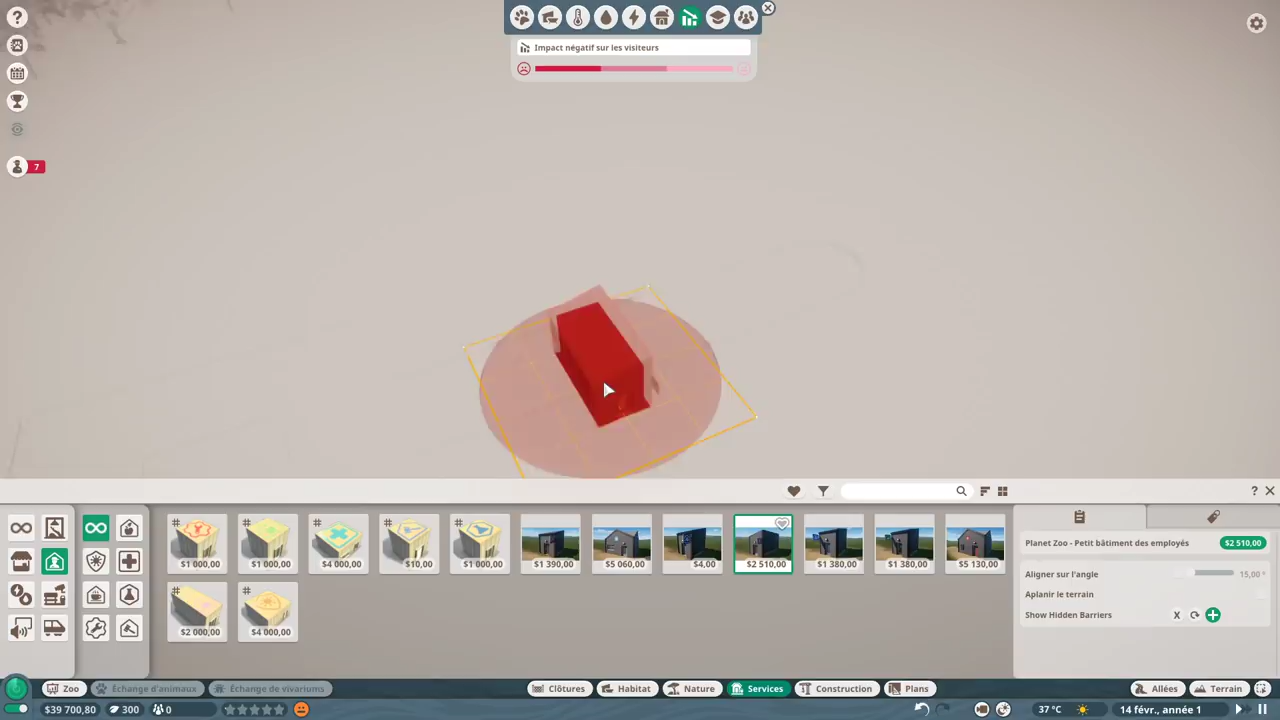 Impact négatif sur les visiteurs
7
$1 000,00
$1 000,00
$4 000,00
$10,00
$1 000,00
$1 390,00
$5 060,00
$4,00
$2 510,00
$1 380,00
$1 380,00
$5 130,00
$2 000,00
$4 000,00
Planet Zoo - Petit bâtiment des employés
$2 510,00
Aligner sur l'angle
15,00°
Aplanir le terrain
Show Hidden Barriers
X
Zoo
Échange d'animaux
Échange de vivariums
Clôtures
Habitat
Nature
Services
Construction
Plans
Allées
Terrain
$39 700,80
300
0
37 °C
14 févr., année 1